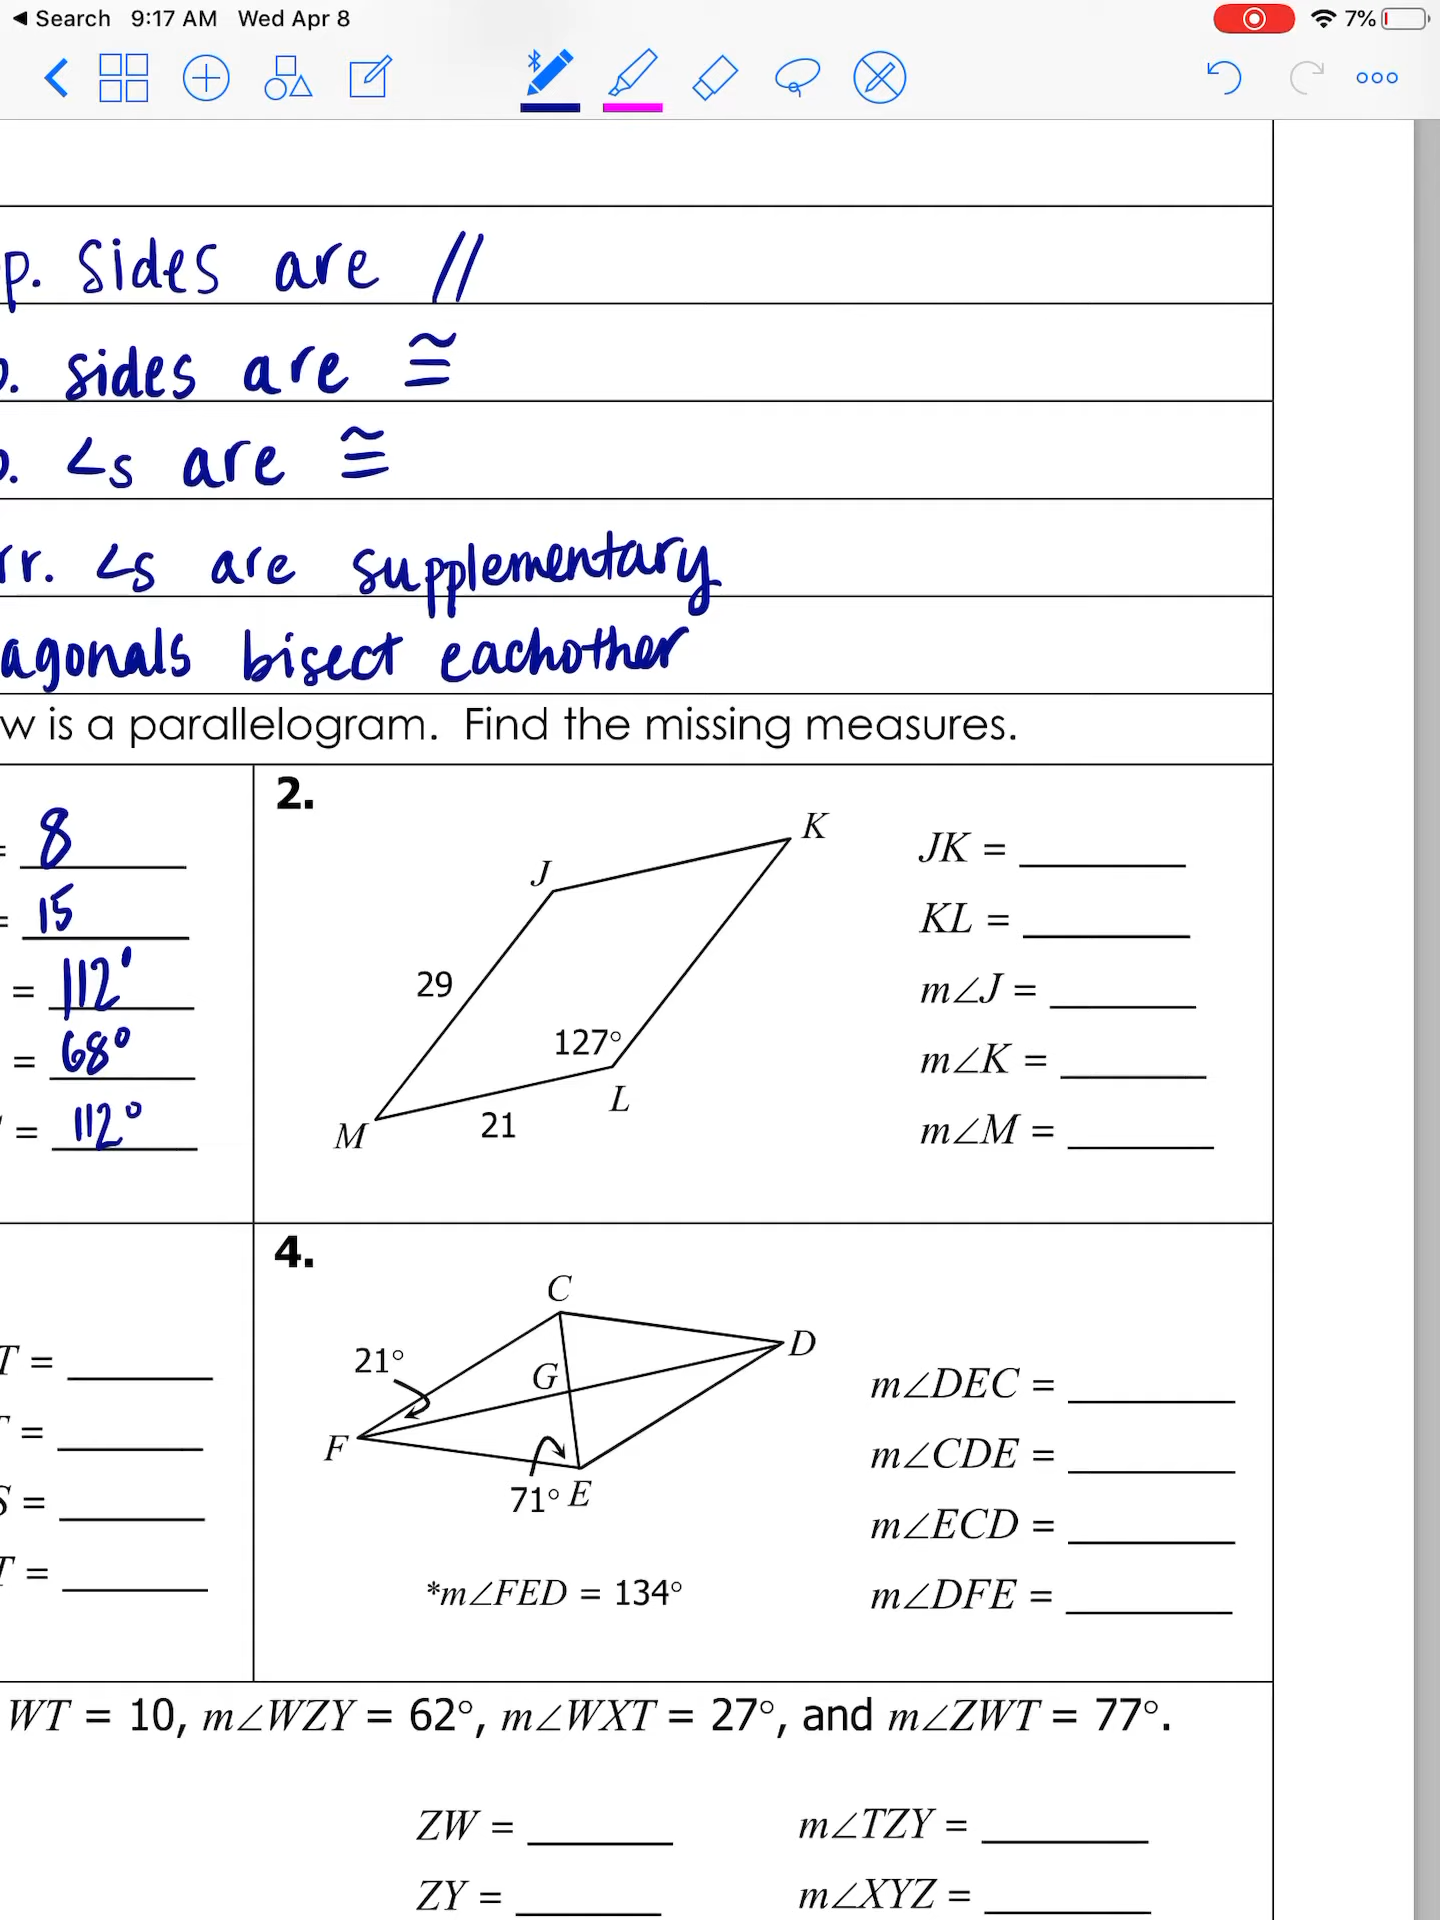 Search 9:17 AM Wed Apr 8 7%
p. sides are //
. sides are ≅
. ∠s are ≅
rr. ∠s are supplementary
agonals bisect eachother
w is a parallelogram. Find the missing measures.
= 8
= 15
= 112°
= 68°
= 112°
2.
K
J
29
127°
L
M
21
JK =
KL =
m∠J =
m∠K =
m∠M =
T =
=
S =
T =
4.
C
21°
D
G
F
71° E
*m∠FED = 134°
m∠DEC =
m∠CDE =
m∠ECD =
m∠DFE =
WT = 10, m∠WZY = 62°, m∠WXT = 27°, and m∠ZWT = 77°.
ZW =
m∠TZY =
ZY =
m∠XYZ =